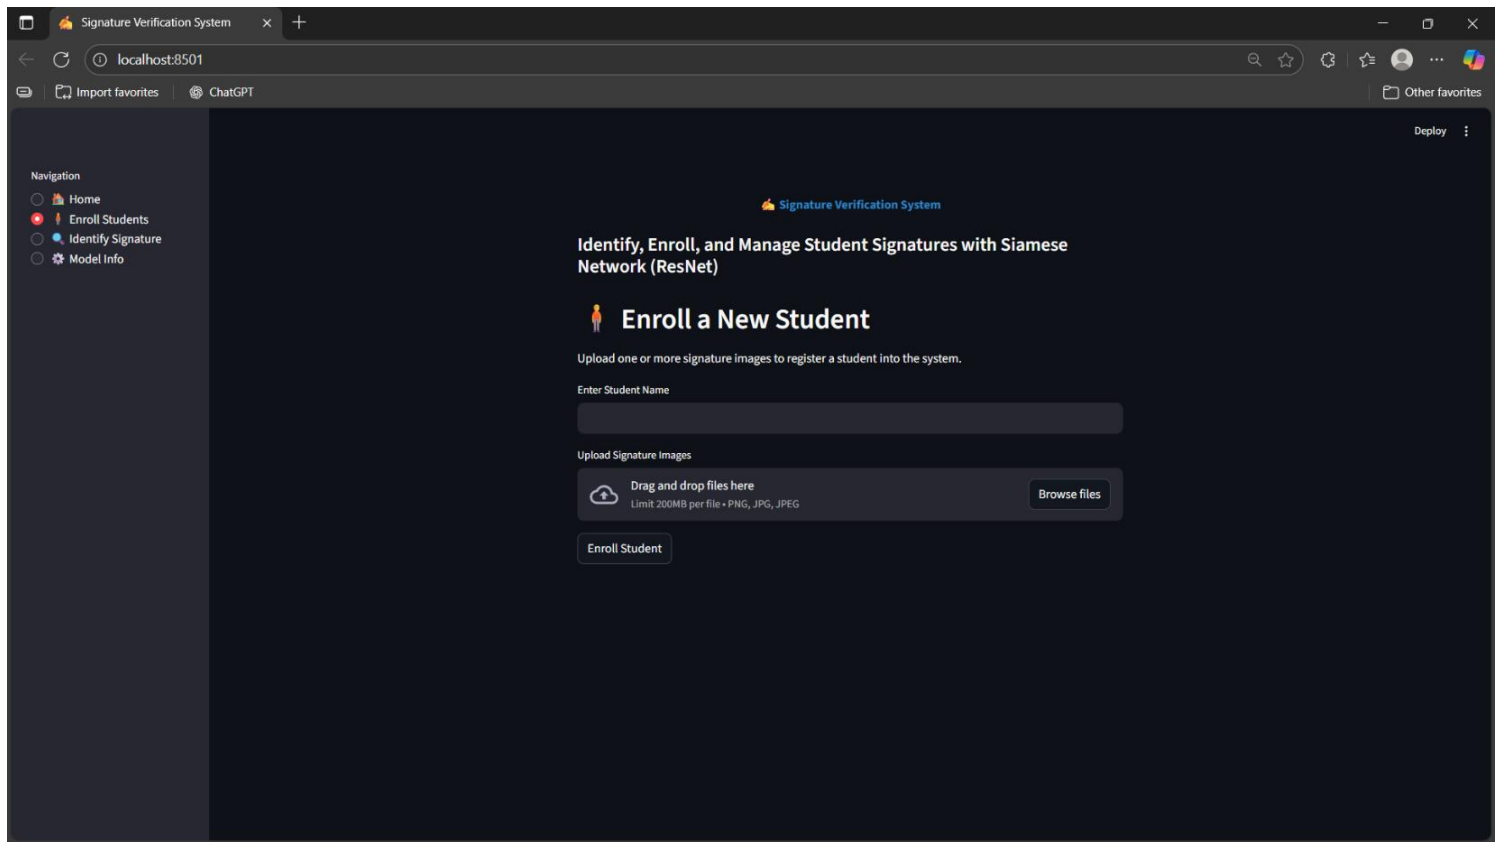 Signature Verification System
localhost:8501
Import favorites
ChatGPT
Other favorites
Deploy
Navigation
Home
Enroll Students
Identify Signature
Model Info
Signature Verification System
Identify, Enroll, and Manage Student Signatures with Siamese
Network (ResNet)
Enroll a New Student
Upload one or more signature images to register a student into the system.
Enter Student Name
Upload Signature Images
Drag and drop files here
Limit 200MB per file • PNG, JPG, JPEG
Browse files
Enroll Student